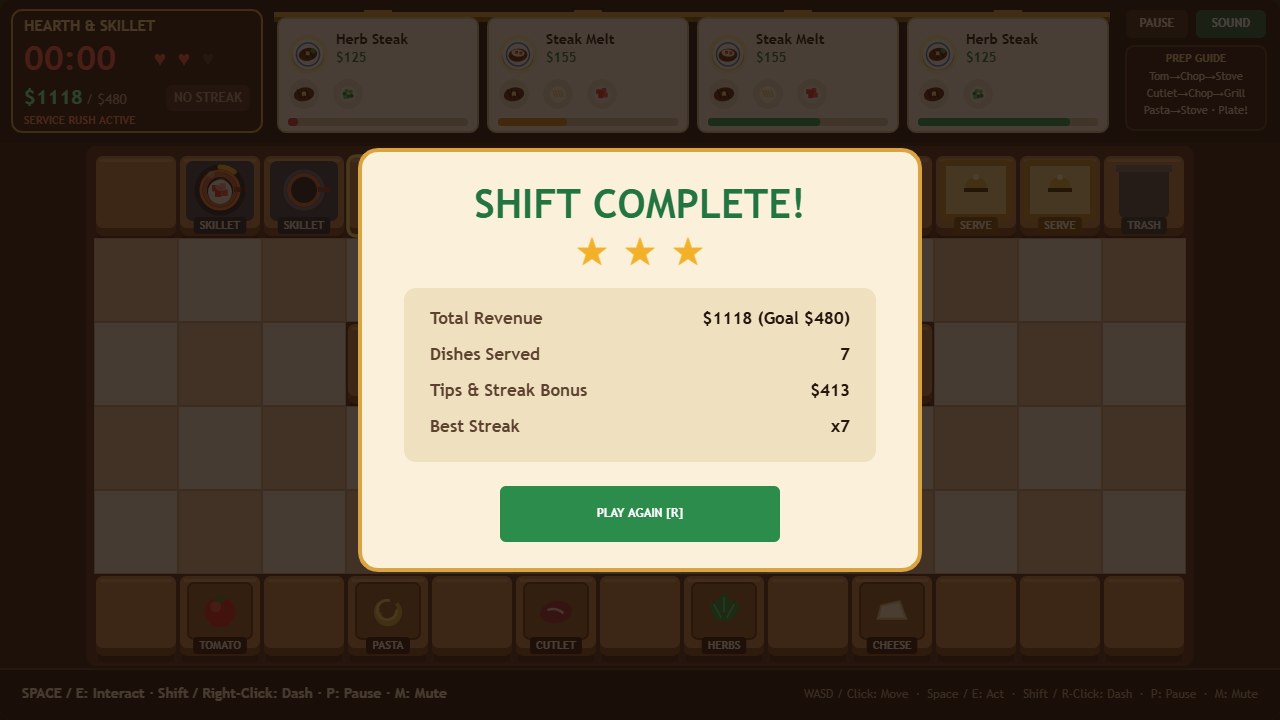 HEARTH & SKILLET
00:00
$1118 / $480
NO STREAK
SERVICE RUSH ACTIVE
Herb Steak
$125
Steak Melt
$155
Steak Melt
$155
Herb Steak
$125
PAUSE
SOUND
PREP GUIDE
Tom→Chop→Stove
Cutlet→Chop→Grill
Pasta→Stove · Plate!
SKILLET
SKILLET
SERVE
SERVE
TRASH
SHIFT COMPLETE!
Total Revenue
$1118 (Goal $480)
Dishes Served
7
Tips & Streak Bonus
$413
Best Streak
x7
PLAY AGAIN [R]
TOMATO
PASTA
CUTLET
HERBS
CHEESE
SPACE / E: Interact · Shift / Right-Click: Dash · P: Pause · M: Mute
WASD / Click: Move · Space / E: Act · Shift / R-Click: Dash · P: Pause · M: Mute